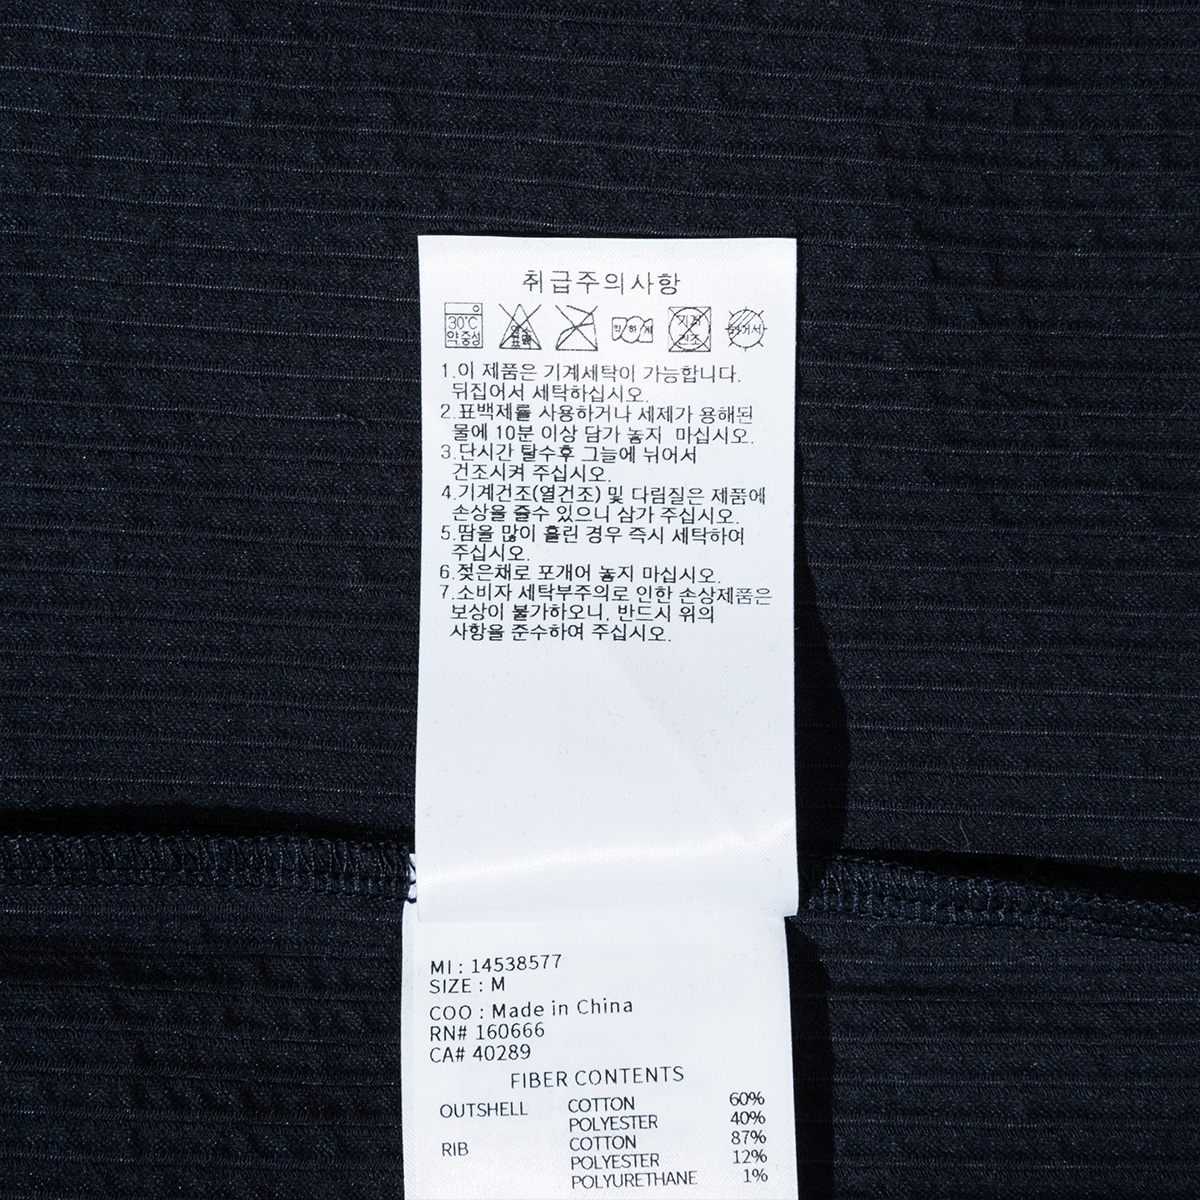 취급주의사항
30℃
약중성
염소
표백
약하게
1.이 제품은 기계세탁이 가능합니다.
뒤집어서 세탁하십시오.
2.표백제를 사용하거나 세제가 용해된
물에 10분 이상 담가 놓지 마십시오.
3.단시간 탈수후 그늘에 뉘어서
건조시켜 주십시오.
4.기계건조(열건조) 및 다림질은 제품에
손상을 줄수 있으니 삼가 주십시오.
5.땀을 많이 흘린 경우 즉시 세탁하여
주십시오.
6.젖은채로 포개어 놓지 마십시오.
7.소비자 세탁부주의로 인한 손상제품은
보상이 불가하오니, 반드시 위의
사항을 준수하여 주십시오.
MI : 14538577
SIZE : M
COO : Made in China
RN# 160666
CA# 40289
FIBER CONTENTS
OUTSHELL COTTON 60%
POLYESTER 40%
RIB COTTON 87%
POLYESTER 12%
POLYURETHANE 1%